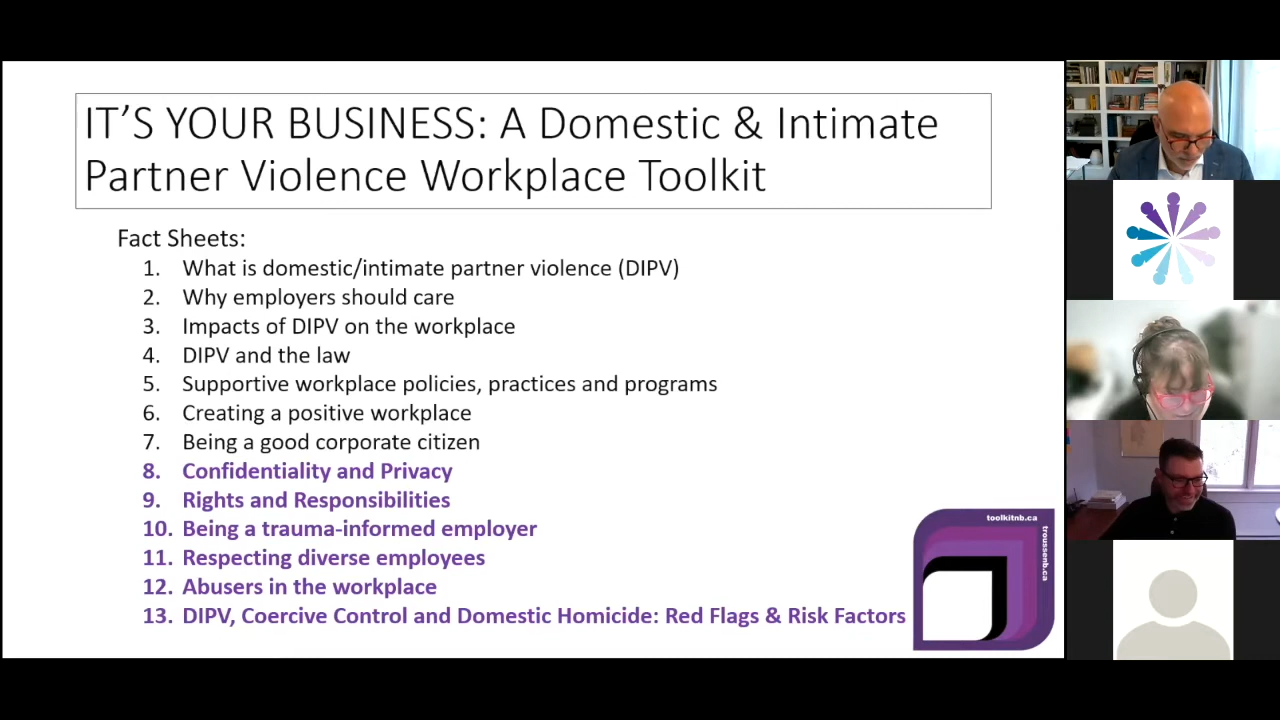 IT’S YOUR BUSINESS: A Domestic & Intimate
Partner Violence Workplace Toolkit
Fact Sheets:
1. What is domestic/intimate partner violence (DIPV)
2. Why employers should care
3. Impacts of DIPV on the workplace
4. DIPV and the law
5. Supportive workplace policies, practices and programs
6. Creating a positive workplace
7. Being a good corporate citizen
8. Confidentiality and Privacy
9. Rights and Responsibilities
10. Being a trauma-informed employer
11. Respecting diverse employees
12. Abusers in the workplace
13. DIPV, Coercive Control and Domestic Homicide: Red Flags & Risk Factors
toolkitnb.ca
troussenb.ca